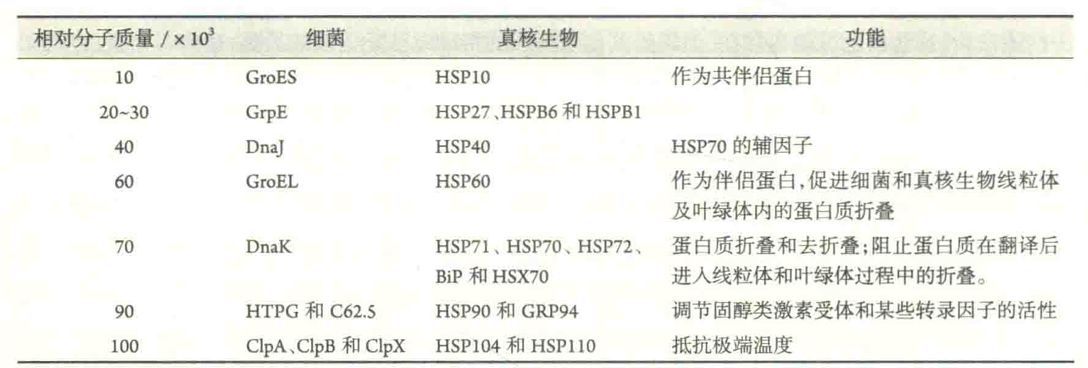 相对分子质量 /×10³ 细菌 真核生物 功能
10 GroES HSP10 作为共伴侣蛋白
20~30 GrpE HSP27、HSPB6 和 HSPB1
40 DnaJ HSP40 HSP70 的辅因子
60 GroEL HSP60 作为伴侣蛋白,促进细菌和真核生物线粒体
及叶绿体内的蛋白质折叠
70 DnaK HSP71、HSP70、HSP72、 蛋白质折叠和去折叠;阻止蛋白质在翻译后
BiP 和 HSX70 进入线粒体和叶绿体过程中的折叠。
90 HTPG 和 C62.5 HSP90 和 GRP94 调节固醇类激素受体和某些转录因子的活性
100 ClpA、ClpB 和 ClpX HSP104 和 HSP110 抵抗极端温度